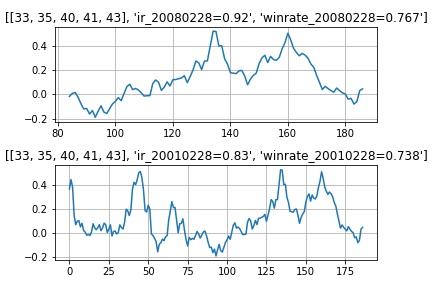 [[33, 35, 40, 41, 43], 'ir_20080228=0.92', 'winrate_20080228=0.767']
0.4
0.2
0.0
−0.2
80 100 120 140 160 180
[[33, 35, 40, 41, 43], 'ir_20010228=0.83', 'winrate_20010228=0.738']
0.4
0.2
0.0
−0.2
0 25 50 75 100 125 150 175